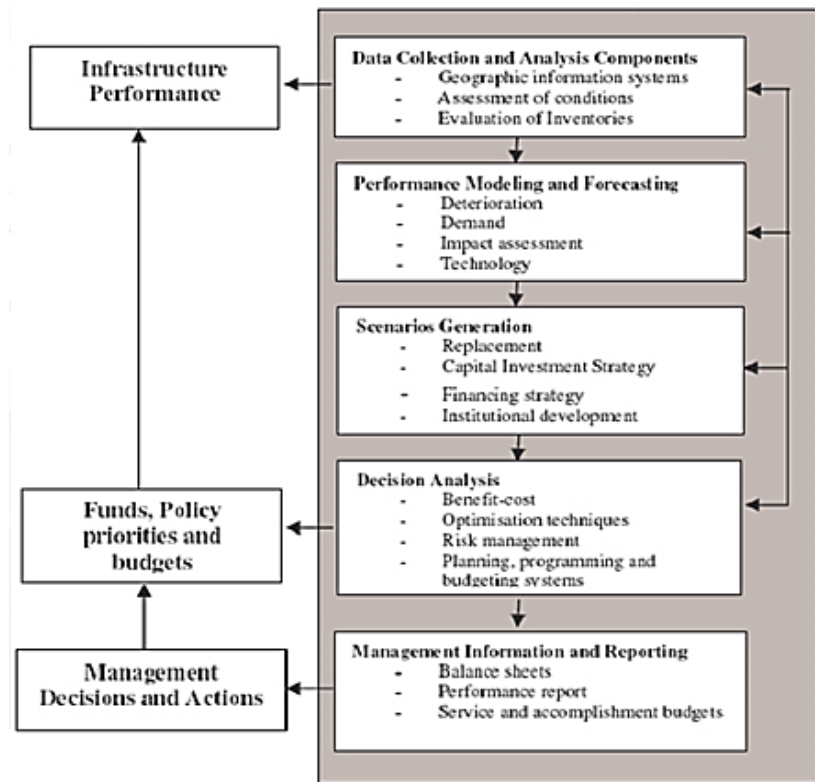 Infrastructure
Performance
Funds, Policy
priorities and
budgets
Management
Decisions and Actions
Data Collection and Analysis Components
- Geographic information systems
- Assessment of conditions
- Evaluation of Inventories
Performance Modeling and Forecasting
- Deterioration
- Demand
- Impact assessment
- Technology
Scenarios Generation
- Replacement
- Capital Investment Strategy
- Financing strategy
- Institutional development
Decision Analysis
- Benefit-cost
- Optimisation techniques
- Risk management
- Planning, programming and
budgeting systems
Management Information and Reporting
- Balance sheets
- Performance report
- Service and accomplishment budgets